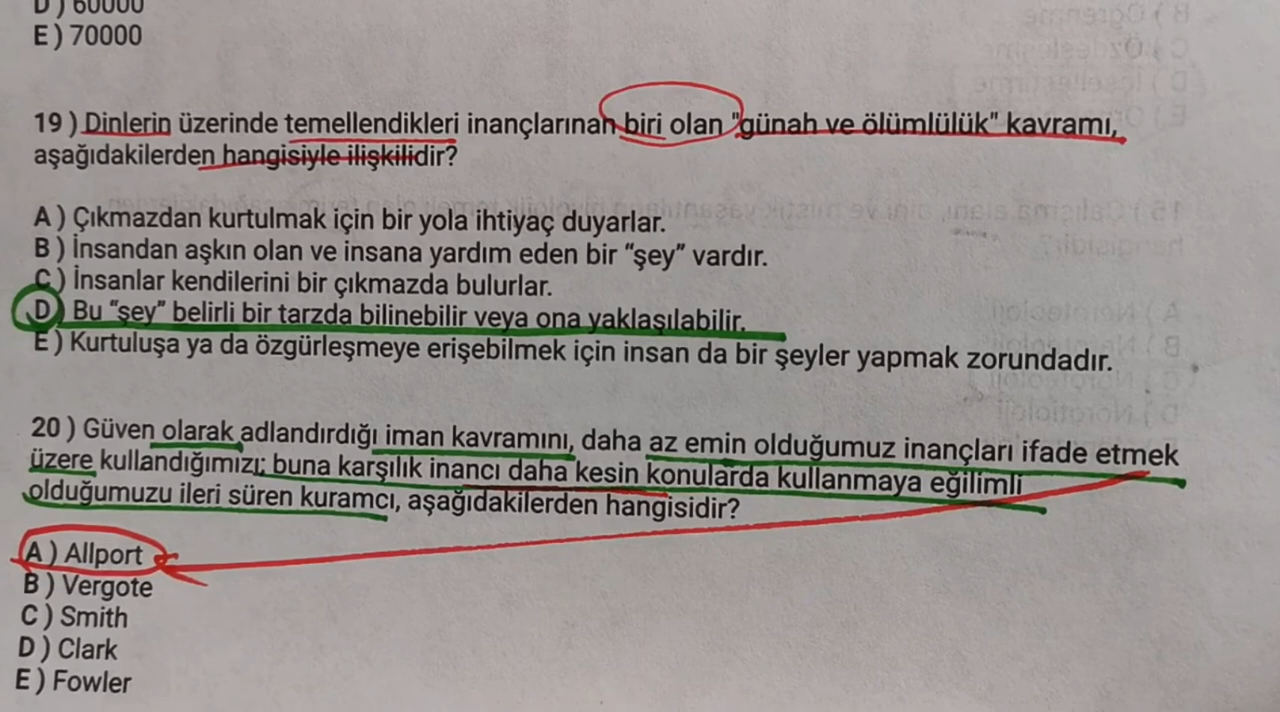 D ) 60000
E ) 70000
19 ) Dinlerin üzerinde temellendikleri inançlarınan biri olan "günah ve ölümlülük" kavramı,
aşağıdakilerden hangisiyle ilişkilidir?
A ) Çıkmazdan kurtulmak için bir yola ihtiyaç duyarlar.
B ) İnsandan aşkın olan ve insana yardım eden bir “şey” vardır.
C ) İnsanlar kendilerini bir çıkmazda bulurlar.
D ) Bu “şey” belirli bir tarzda bilinebilir veya ona yaklaşılabilir.
E ) Kurtuluşa ya da özgürleşmeye erişebilmek için insan da bir şeyler yapmak zorundadır.
20 ) Güven olarak adlandırdığı iman kavramını, daha az emin olduğumuz inançları ifade etmek
üzere kullandığımızı; buna karşılık inancı daha kesin konularda kullanmaya eğilimli
olduğumuzu ileri süren kuramcı, aşağıdakilerden hangisidir?
A ) Allport
B ) Vergote
C ) Smith
D ) Clark
E ) Fowler